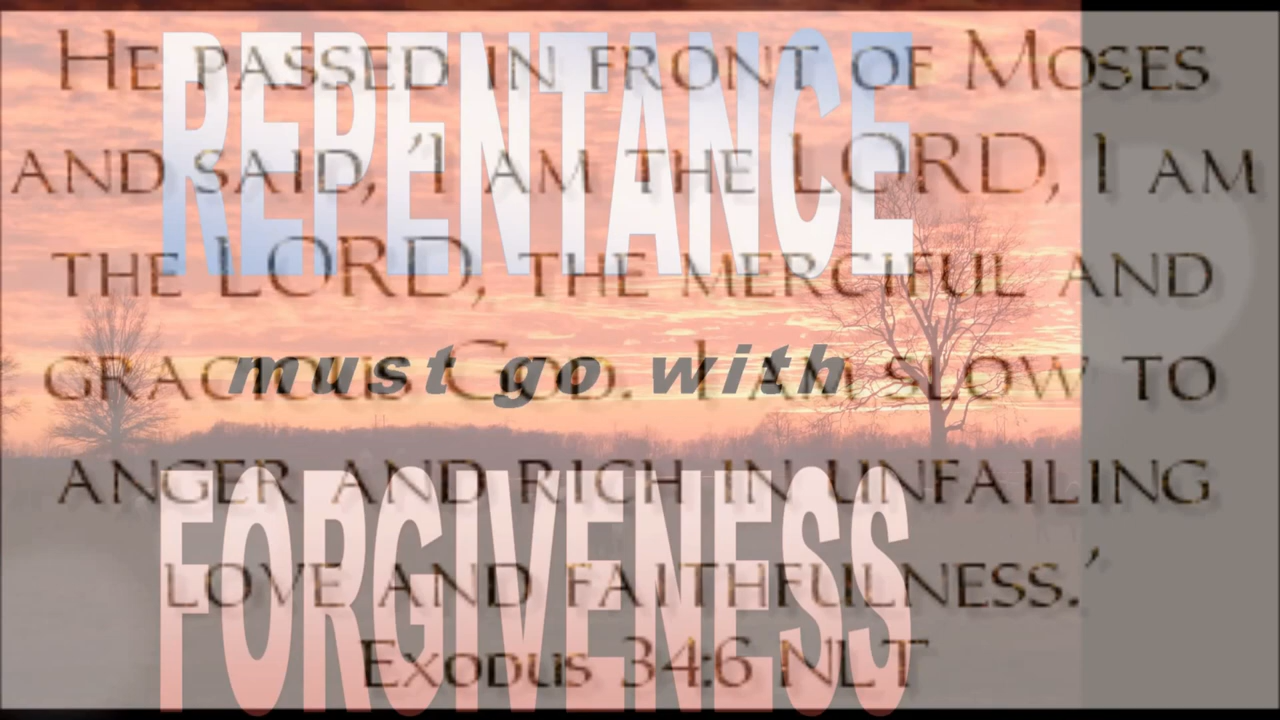 He passed in front of Moses
and said, 'I am the LORD, I am
the LORD, the merciful and
gracious God. I am slow to
anger and rich in unfailing
love and faithfulness.'
Exodus 34:6 NLT
REPENTANCE
must go with
FORGIVENESS